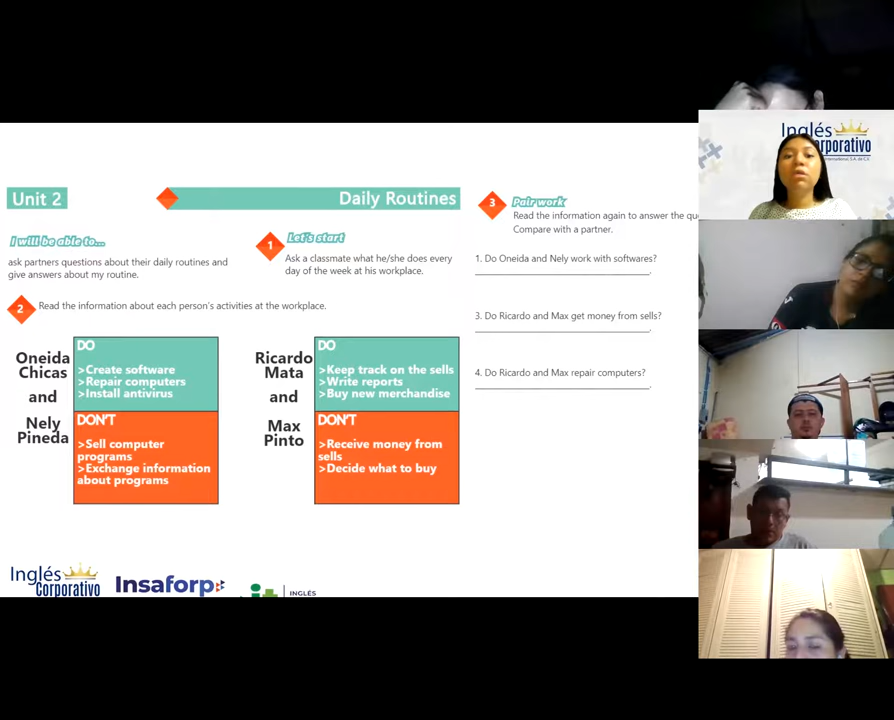 Unit 2
Daily Routines
I will be able to...
ask partners questions about their daily routines and
give answers about my routine.
1
Let's start
Ask a classmate what he/she does every
day of the week at his workplace.
2
Read the information about each person's activities at the workplace.
Oneida
Chicas
and
Nely
Pineda
DO
>Create software
>Repair computers
>Install antivirus
DON'T
>Sell computer
programs
>Exchange information
about programs
Ricardo
Mata
and
Max
Pinto
DO
>Keep track on the sells
>Write reports
>Buy new merchandise
DON'T
>Receive money from
sells
>Decide what to buy
3
Pair work
Read the information again to answer the qu
Compare with a partner.
1. Do Oneida and Nely work with softwares?
3. Do Ricardo and Max get money from sells?
4. Do Ricardo and Max repair computers?
Inglés
Corporativo
Insaforp
INGLÉS
Inglés
Corporativo